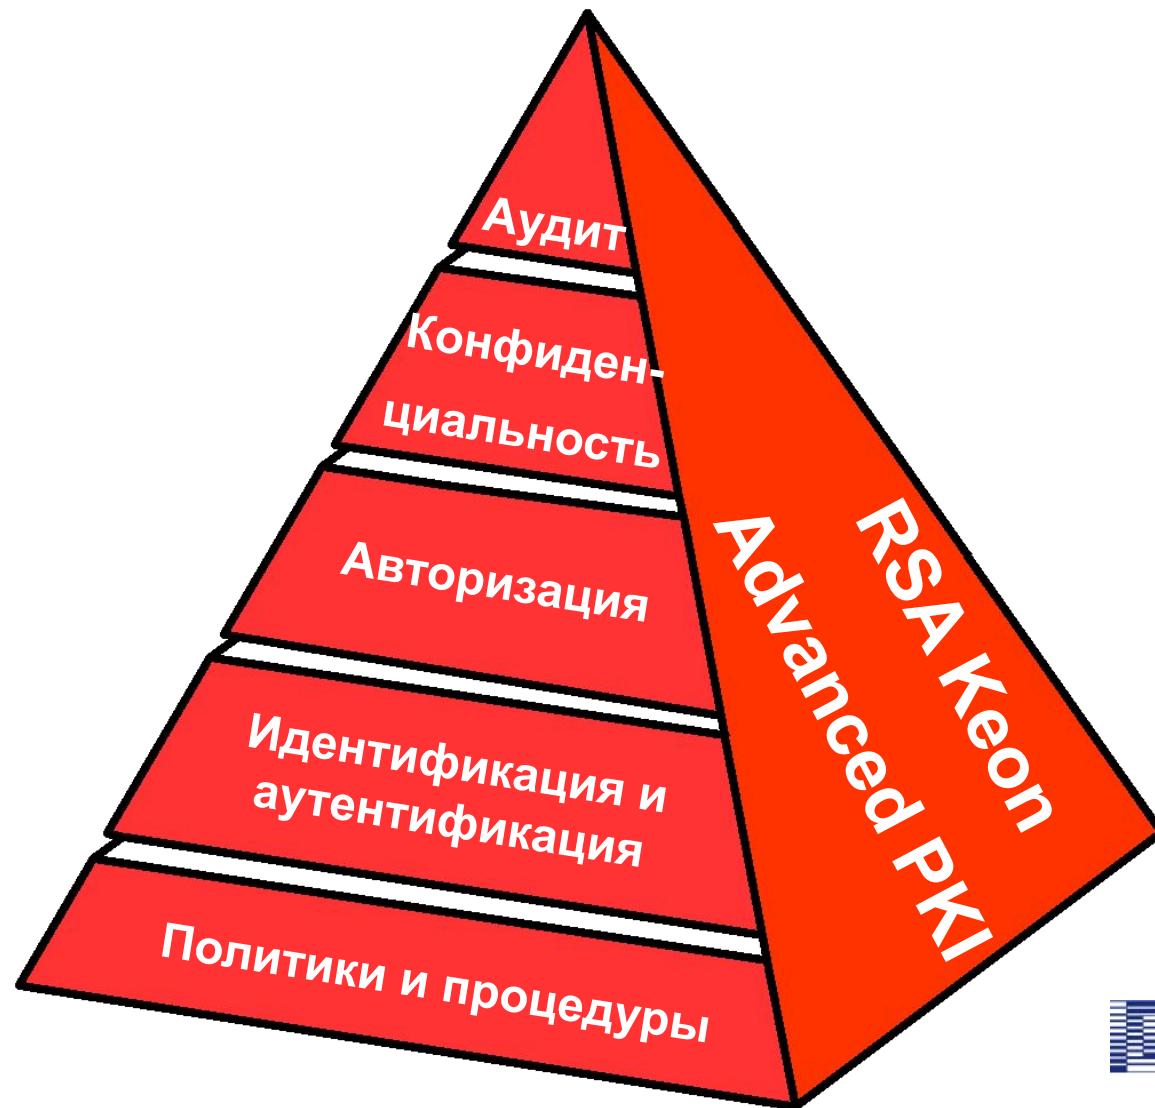 Аудит
Конфиден-
циальность
Авторизация
Идентификация и
аутентификация
Политики и процедуры
RSA Keon
Advanced PKI